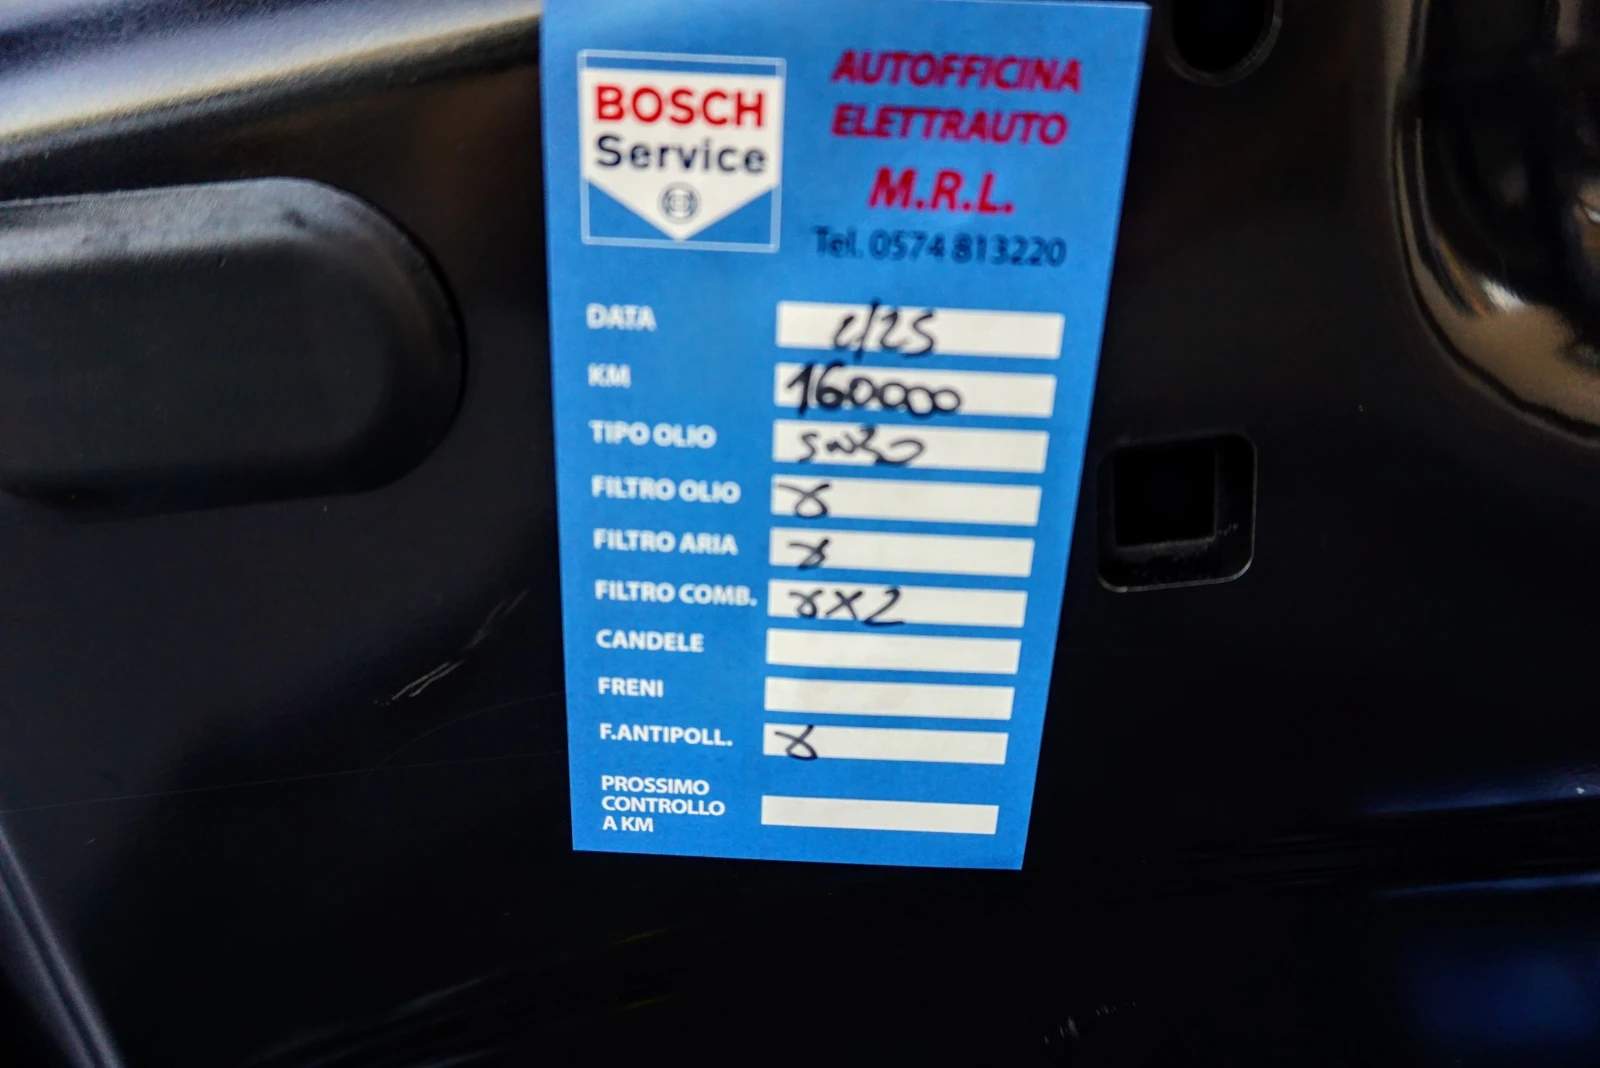 BOSCH
Service
AUTOFFICINA
ELETTRAUTO
M.R.L.
Tel. 0574 813220
DATA 2/25
KM 160.000
TIPO OLIO 5W30
FILTRO OLIO X
FILTRO ARIA X
FILTRO COMB. X X2
CANDELE
FRENI
F.ANTIPOLL. X
PROSSIMO
CONTROLLO
A KM